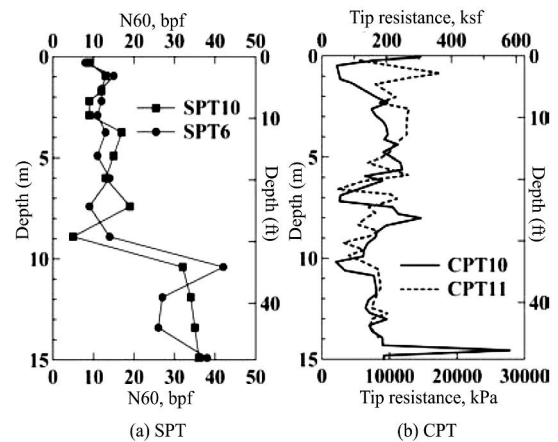 N60, bpf
0 10 20 30 40 50
0
5
10
15
Depth (m)
SPT10
SPT6
0
10
40
Depth (ft)
0 10 20 30 40 50
N60, bpf
(a) SPT
Tip resistance, ksf
0 200 400 600
0
5
10
15
Depth (m)
CPT10
CPT11
0
10
40
Depth (ft)
0 10000 20000 30000
Tip resistance, kPa
(b) CPT